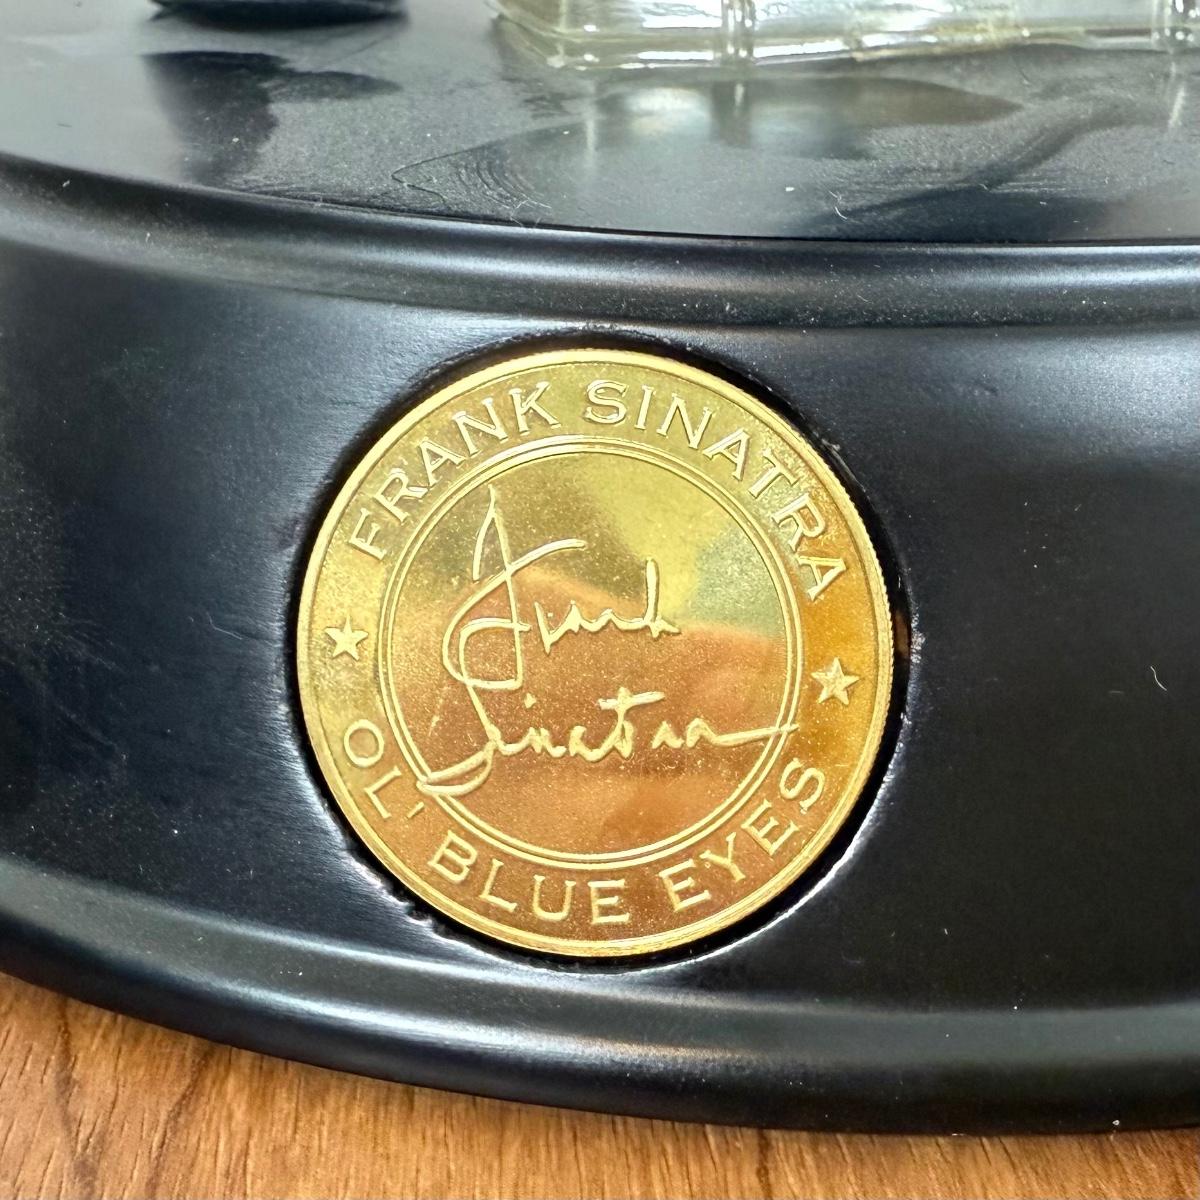 FRANK SINATRA
Frank
Sinatra
OL' BLUE EYES